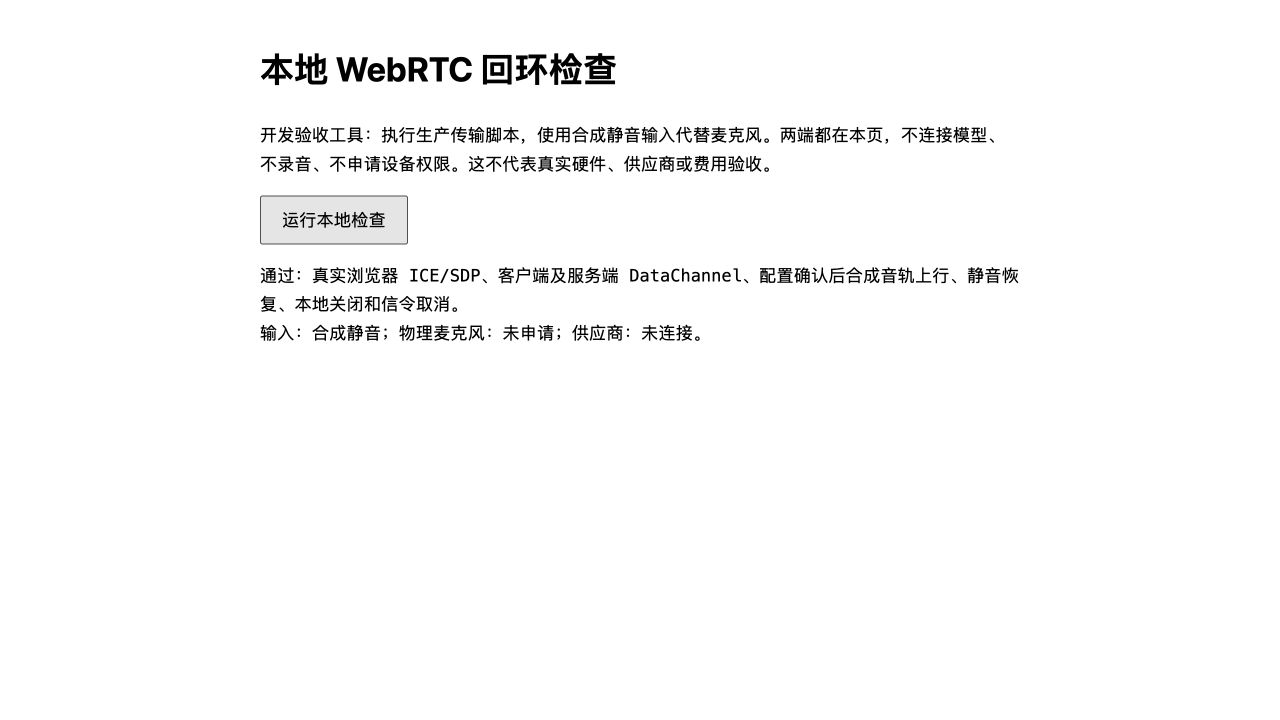 本地 WebRTC 回环检查
开发验收工具：执行生产传输脚本，使用合成静音输入代替麦克风。两端都在本页，不连接模型、
不录音、不申请设备权限。这不代表真实硬件、供应商或费用验收。
运行本地检查
通过：真实浏览器 ICE/SDP、客户端及服务端 DataChannel、配置确认后合成音轨上行、静音恢
复、本地关闭和信令取消。
输入：合成静音；物理麦克风：未申请；供应商：未连接。